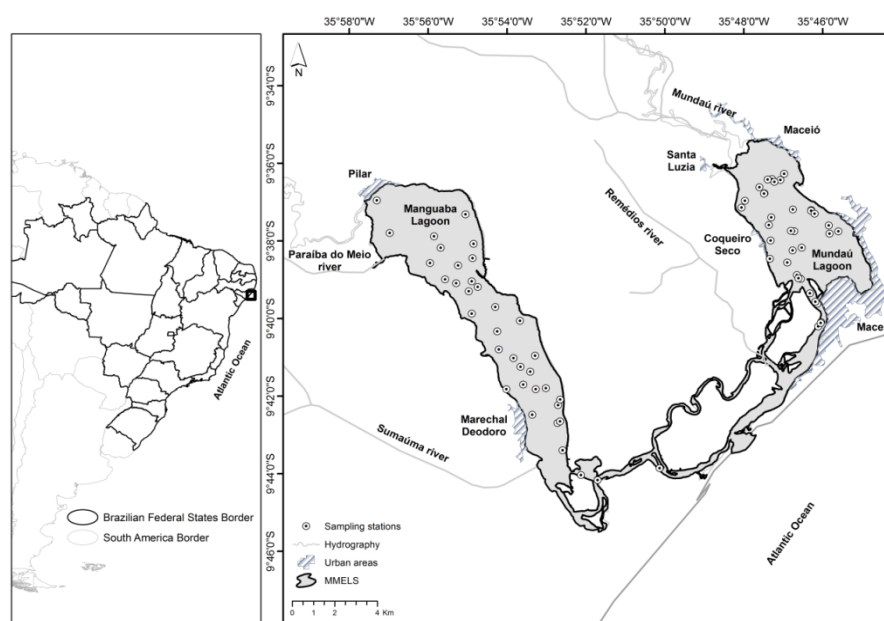 35°58'0"W 35°56'0"W 35°54'0"W 35°52'0"W 35°50'0"W 35°48'0"W 35°46'0"W
N
9°34'0"S
9°36'0"S
9°38'0"S
9°40'0"S
9°42'0"S
9°44'0"S
9°46'0"S
Mundaú river
Maceió
Santa
Luzia
Pilar
Manguaba
Lagoon
Remédios river
Paraíba do Meio
river
Coqueiro
Seco
Mundaú
Lagoon
Mace
Marechal
Deodoro
Sumaúma river
Atlantic Ocean
Atlantic Ocean
Brazilian Federal States Border
South America Border
Sampling stations
Hydrography
Urban areas
MMELS
0 1 2 4 Km